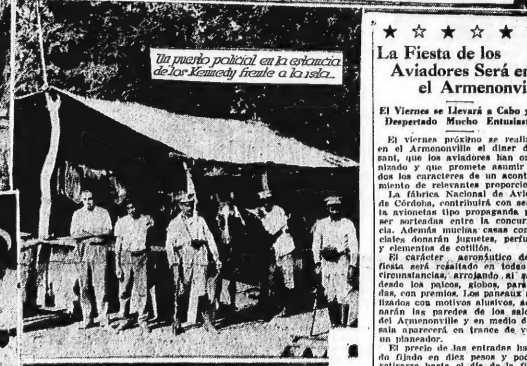 Un puesto policial en la estancia
de los Kennedy frente a la isla..
La Fiesta de los
Aviadores Será en
el Armenonvi
El Viernes se Llevará a Cabo y
Despertado Mucho Entusias
El viernes próximo se realiz
en el Armenonville el diner d
sant, que los aviadores han or
nizado y que promete asumir
dos los caracteres de un acont
miento de relevantes proporcio
La fábrica Nacional de Avio
de Córdoba, contribuirá con se
ta avionetas tipo propaganda
ser sorteadas entre la concur
cia. Además muchas casas com
ciales donarán juguetes, perfu
y elementos de cotillón.
El carácter aeronáutico de
fiesta será resaltado en todas
circunstancias, arrojando si
desde los palcos, globos, para
das, con premios. Los paneaux
lizados con motivos alusivos, a
narán las paredes de los salo
del Armenonville y en medio d
sala aparecerá en trance de v
un planeador.
El precio de las entradas ha
do fijado en diez pesos y pod